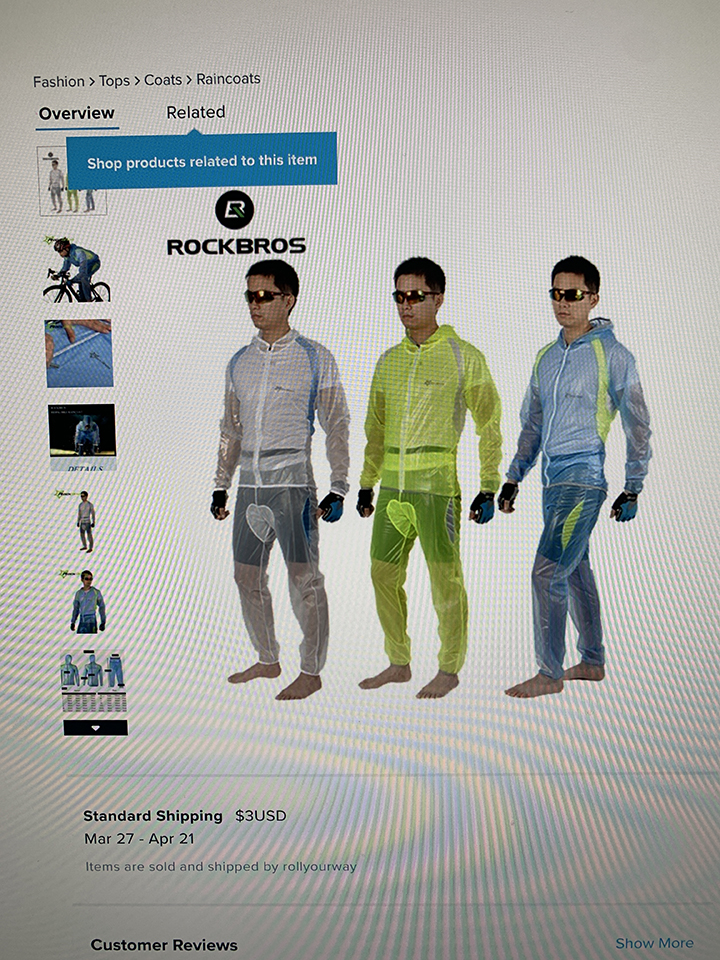 Fashion > Tops > Coats > Raincoats
Overview
Related
Shop products related to this item
ROCKBROS
DETAILS
Standard Shipping $3USD
Mar 27 - Apr 21
Items are sold and shipped by rollyourway
Customer Reviews
Show More